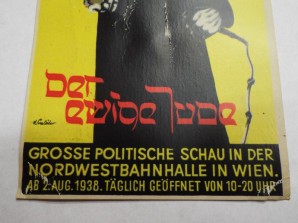 Der
ewige Jude
GROSSE POLITISCHE SCHAU IN DER
NORDWESTBAHNHALLE IN WIEN.
AB 2. AUG. 1938. TÄGLICH GEÖFFNET VON 10-20 UHR